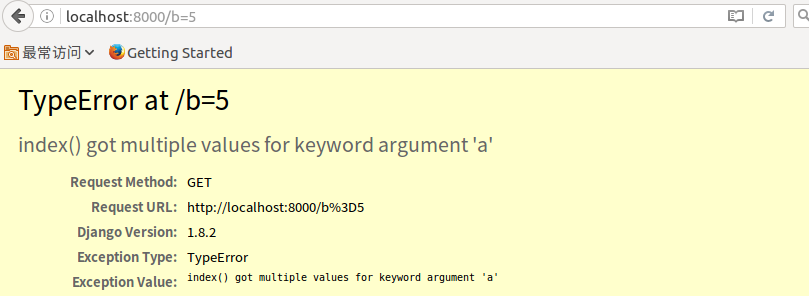 localhost:8000/b=5
最常访问 Getting Started
TypeError at /b=5
index() got multiple values for keyword argument 'a'
Request Method: GET
Request URL: http://localhost:8000/b%3D5
Django Version: 1.8.2
Exception Type: TypeError
Exception Value: index() got multiple values for keyword argument 'a'